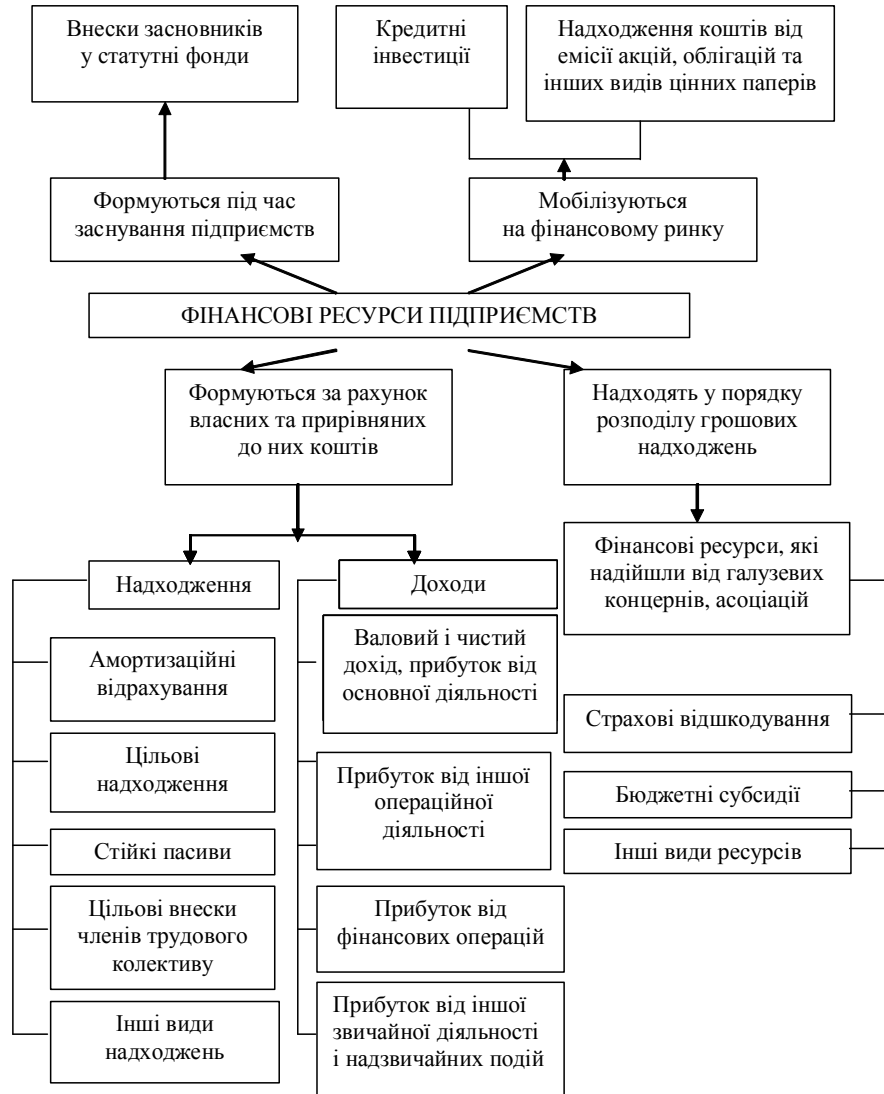 Внески засновників
у статутні фонди
Кредитні
інвестиції
Надходження коштів від
емісії акцій, облігацій та
інших видів цінних паперів
Формуються під час
заснування підприємств
Мобілізуються
на фінансовому ринку
ФІНАНСОВІ РЕСУРСИ ПІДПРИЄМСТВ
Формуються за рахунок
власних та прирівняних
до них коштів
Надходять у порядку
розподілу грошових
надходжень
Надходження
Амортизаційні
відрахування
Цільові
надходження
Стійкі пасиви
Цільові внески
членів трудового
колективу
Інші види
надходжень
Доходи
Валовий і чистий
дохід, прибуток від
основної діяльності
Прибуток від іншої
операційної
діяльності
Прибуток від
фінансових операцій
Прибуток від іншої
звичайної діяльності
і надзвичайних подій
Фінансові ресурси, які
надійшли від галузевих
концернів, асоціацій
Страхові відшкодування
Бюджетні субсидії
Інші види ресурсів